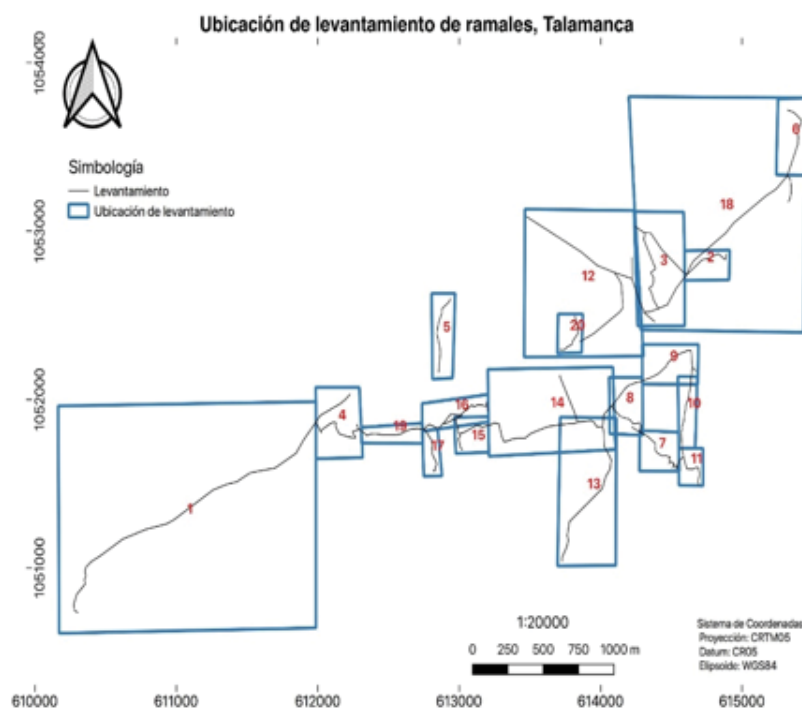 Ubicación de levantamiento de ramales, Talamanca
1054000
Simbología
Levantamiento
Ubicación de levantamiento
6
18
1053000
3
2
12
20
5
9
1052000
4
16
14
8
10
19
15
17
7
11
13
1
1051000
1:20000
0 250 500 750 1000 m
Sistema de Coordenadas
Proyección: CRTM05
Datum: CR05
Elipsoide: WGS84
610000 611000 612000 613000 614000 615000